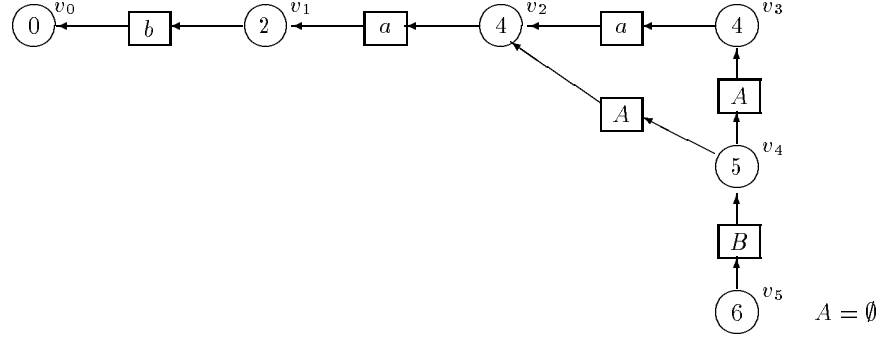 v₀ v₁ v₂ v₃
0 b 2 a 4 a 4
A A
5 v₄
B
6 v₅ A = ∅